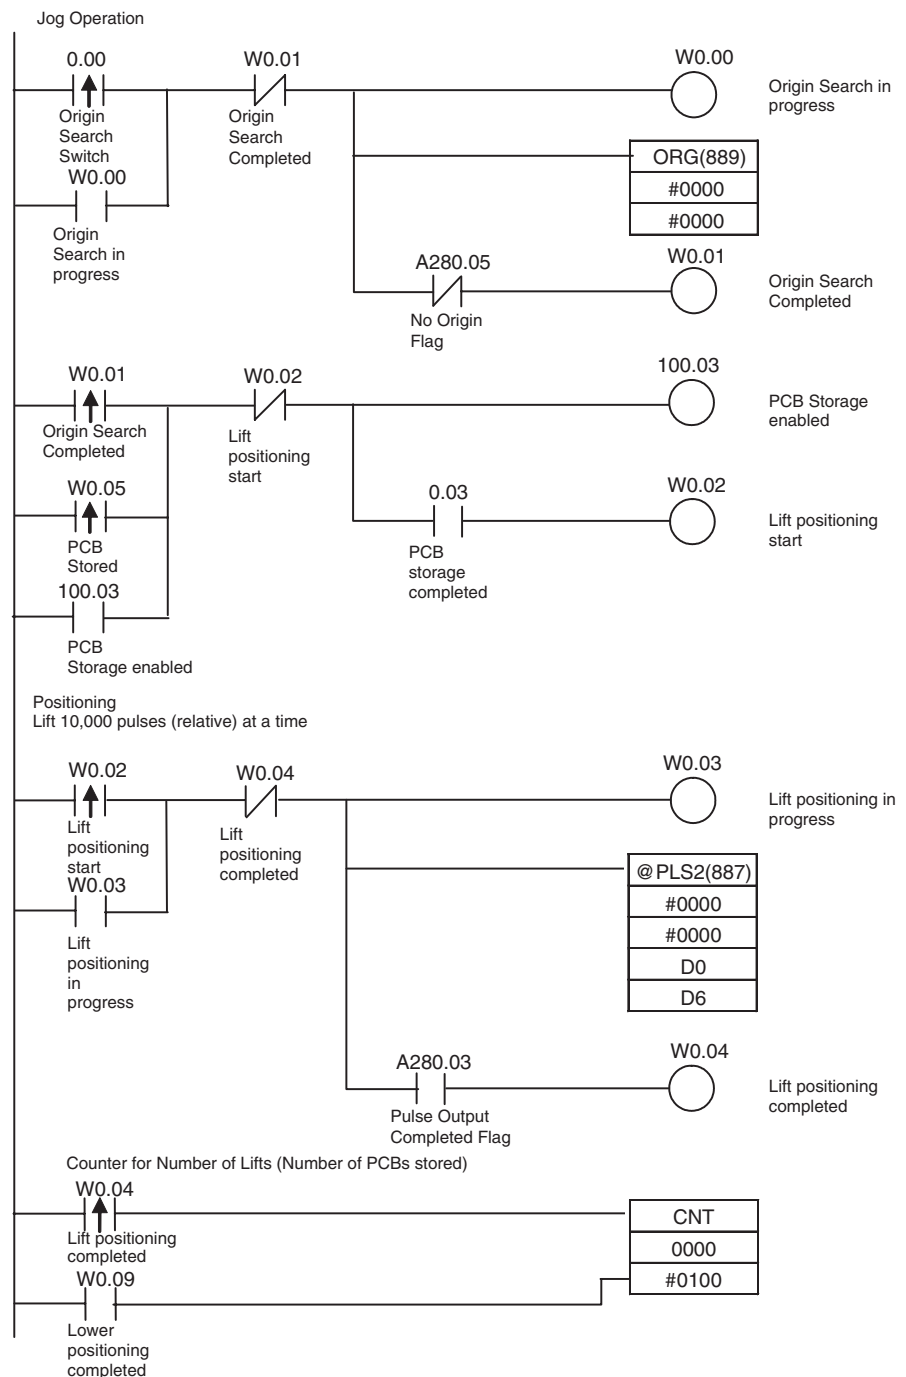 Jog Operation
0.00
W0.01
W0.00
Origin Search in
progress
Origin
Search
Switch
Origin
Search
Completed
ORG(889)
#0000
#0000
W0.00
Origin
Search in
progress
A280.05
W0.01
Origin Search
Completed
No Origin
Flag
W0.01
W0.02
100.03
PCB Storage
enabled
Origin Search
Completed
Lift
positioning
start
W0.05
0.03
W0.02
Lift positioning
start
PCB
Stored
PCB
storage
completed
100.03
PCB
Storage enabled
Positioning
Lift 10,000 pulses (relative) at a time
W0.02
W0.04
W0.03
Lift positioning in
progress
Lift
positioning
start
Lift
positioning
completed
@PLS2(887)
#0000
#0000
D0
D6
W0.03
Lift
positioning
in
progress
A280.03
W0.04
Lift positioning
completed
Pulse Output
Completed Flag
Counter for Number of Lifts (Number of PCBs stored)
W0.04
CNT
0000
#0100
Lift positioning
completed
W0.09
Lower
positioning
completed